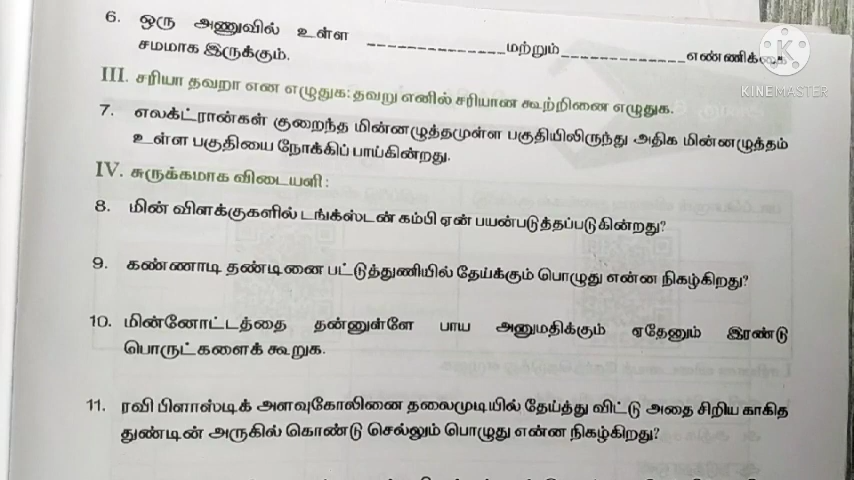 6. ஒரு அணுவில் உள்ள ______________ மற்றும் ______________ எண்ணிக்கை
சமமாக இருக்கும்.
KINEMASTER
III. சரியா தவறா என எழுதுக: தவறு எனில் சரியான கூற்றினை எழுதுக.
7. எலக்ட்ரான்கள் குறைந்த மின்னழுத்தமுள்ள பகுதியிலிருந்து அதிக மின்னழுத்தம்
உள்ள பகுதியை நோக்கிப் பாய்கின்றது.
IV. சுருக்கமாக விடையளி:
8. மின் விளக்குகளில் டங்க்ஸ்டன் கம்பி ஏன் பயன்படுத்தப்படுகின்றது?
9. கண்ணாடி தண்டினை பட்டுத்துணியில் தேய்க்கும் பொழுது என்ன நிகழ்கிறது?
10. மின்னோட்டத்தை தன்னுள்ளே பாய அனுமதிக்கும் ஏதேனும் இரண்டு
பொருட்களைக் கூறுக.
11. ரவி பிளாஸ்டிக் அளவுகோலினை தலைமுடியில் தேய்த்து விட்டு அதை சிறிய காகித
துண்டின் அருகில் கொண்டு செல்லும் பொழுது என்ன நிகழ்கிறது?